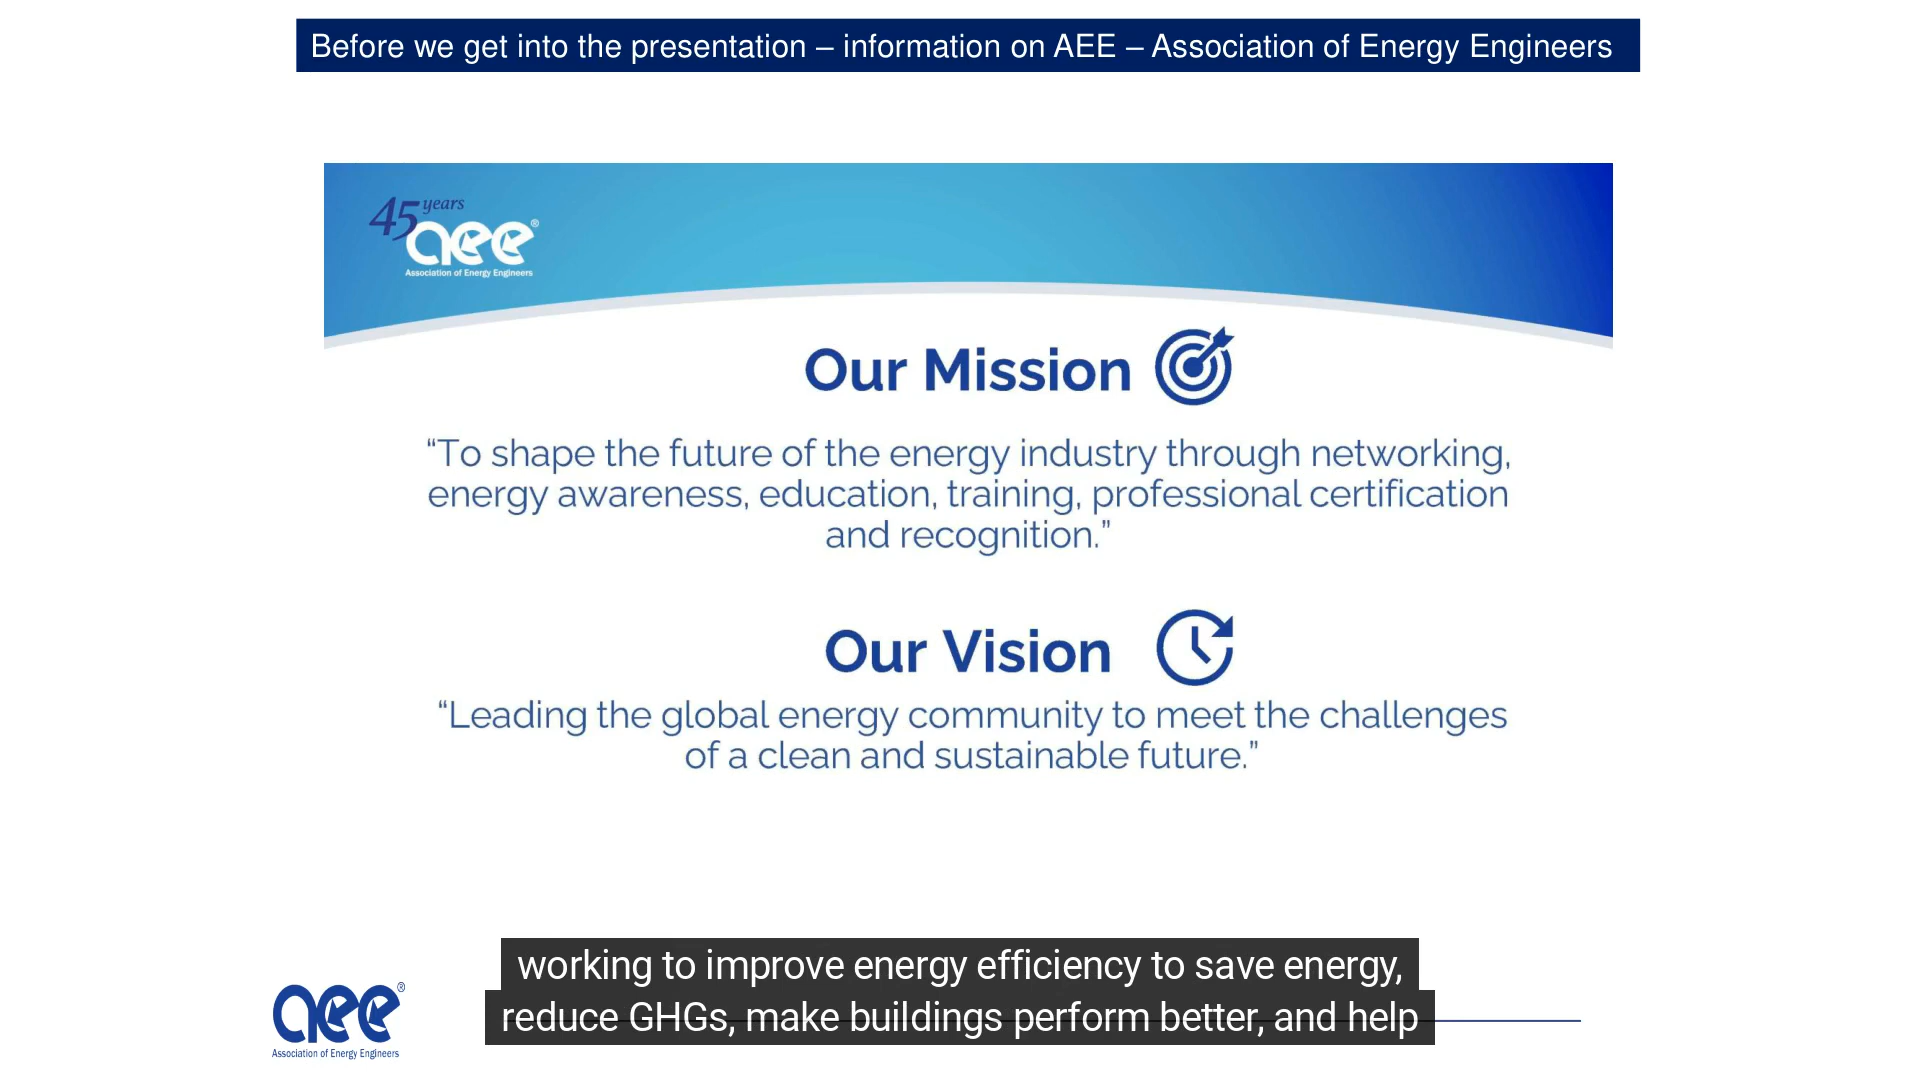 Before we get into the presentation – information on AEE – Association of Energy Engineers
45 years
aee®
Association of Energy Engineers
Our Mission
“To shape the future of the energy industry through networking,
energy awareness, education, training, professional certification
and recognition.”
Our Vision
“Leading the global energy community to meet the challenges
of a clean and sustainable future.”
working to improve energy efficiency to save energy,
reduce GHGs, make buildings perform better, and help
aee®
Association of Energy Engineers